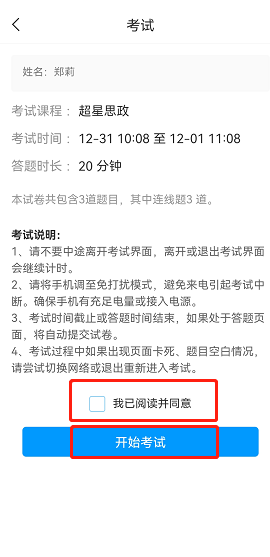 考试
姓名：郑莉
考试课程： 超星思政
考试时间： 12-31 10:08 至 12-01 11:08
答题时长： 20 分钟
本试卷共包含3道题目，其中连线题3 道。
考试说明：
1、请不要中途离开考试界面，离开或退出考试界面
会继续计时。
2、请将手机调至免打扰模式，避免来电引起考试中
断。确保手机有充足电量或接入电源。
3、考试时间截止或答题时间结束，如果处于答题页
面，将自动提交试卷。
4、考试过程中如果出现页面卡死、题目空白情况，
请尝试切换网络或退出重新进入考试。
我已阅读并同意
开始考试